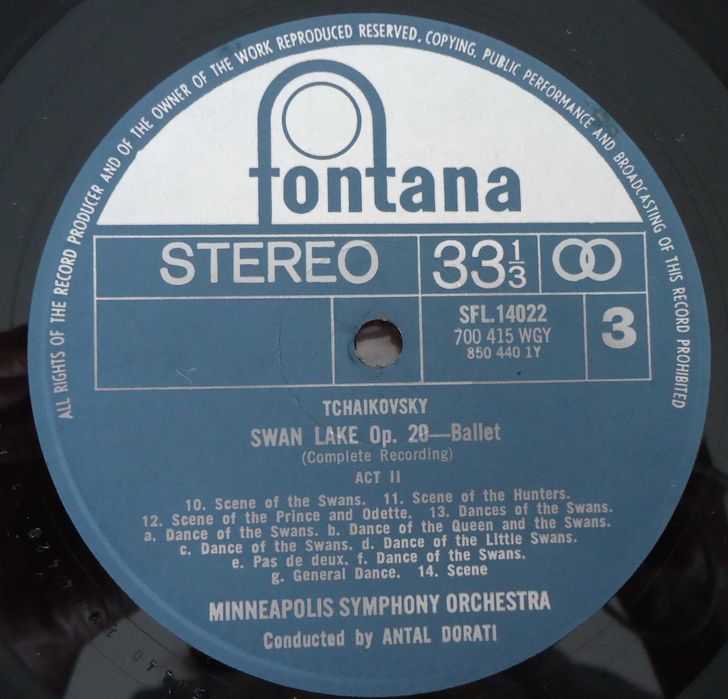 ALL RIGHTS OF THE RECORD PRODUCER AND OF THE OWNER OF THE WORK REPRODUCED RESERVED. COPYING, PUBLIC PERFORMANCE AND BROADCASTING OF THIS RECORD PROHIBITED
fontana
STEREO 33⅓
SFL.14022
700 415 WGY
850 440 1Y
3
TCHAIKOVSKY
SWAN LAKE Op. 20—Ballet
(Complete Recording)
ACT II
10. Scene of the Swans. 11. Scene of the Hunters.
12. Scene of the Prince and Odette. 13. Dances of the Swans.
a. Dance of the Swans. b. Dance of the Queen and the Swans.
c. Dance of the Swans. d. Dance of the Little Swans.
e. Pas de deux. f. Dance of the Swans.
g. General Dance. 14. Scene
MINNEAPOLIS SYMPHONY ORCHESTRA
Conducted by ANTAL DORATI